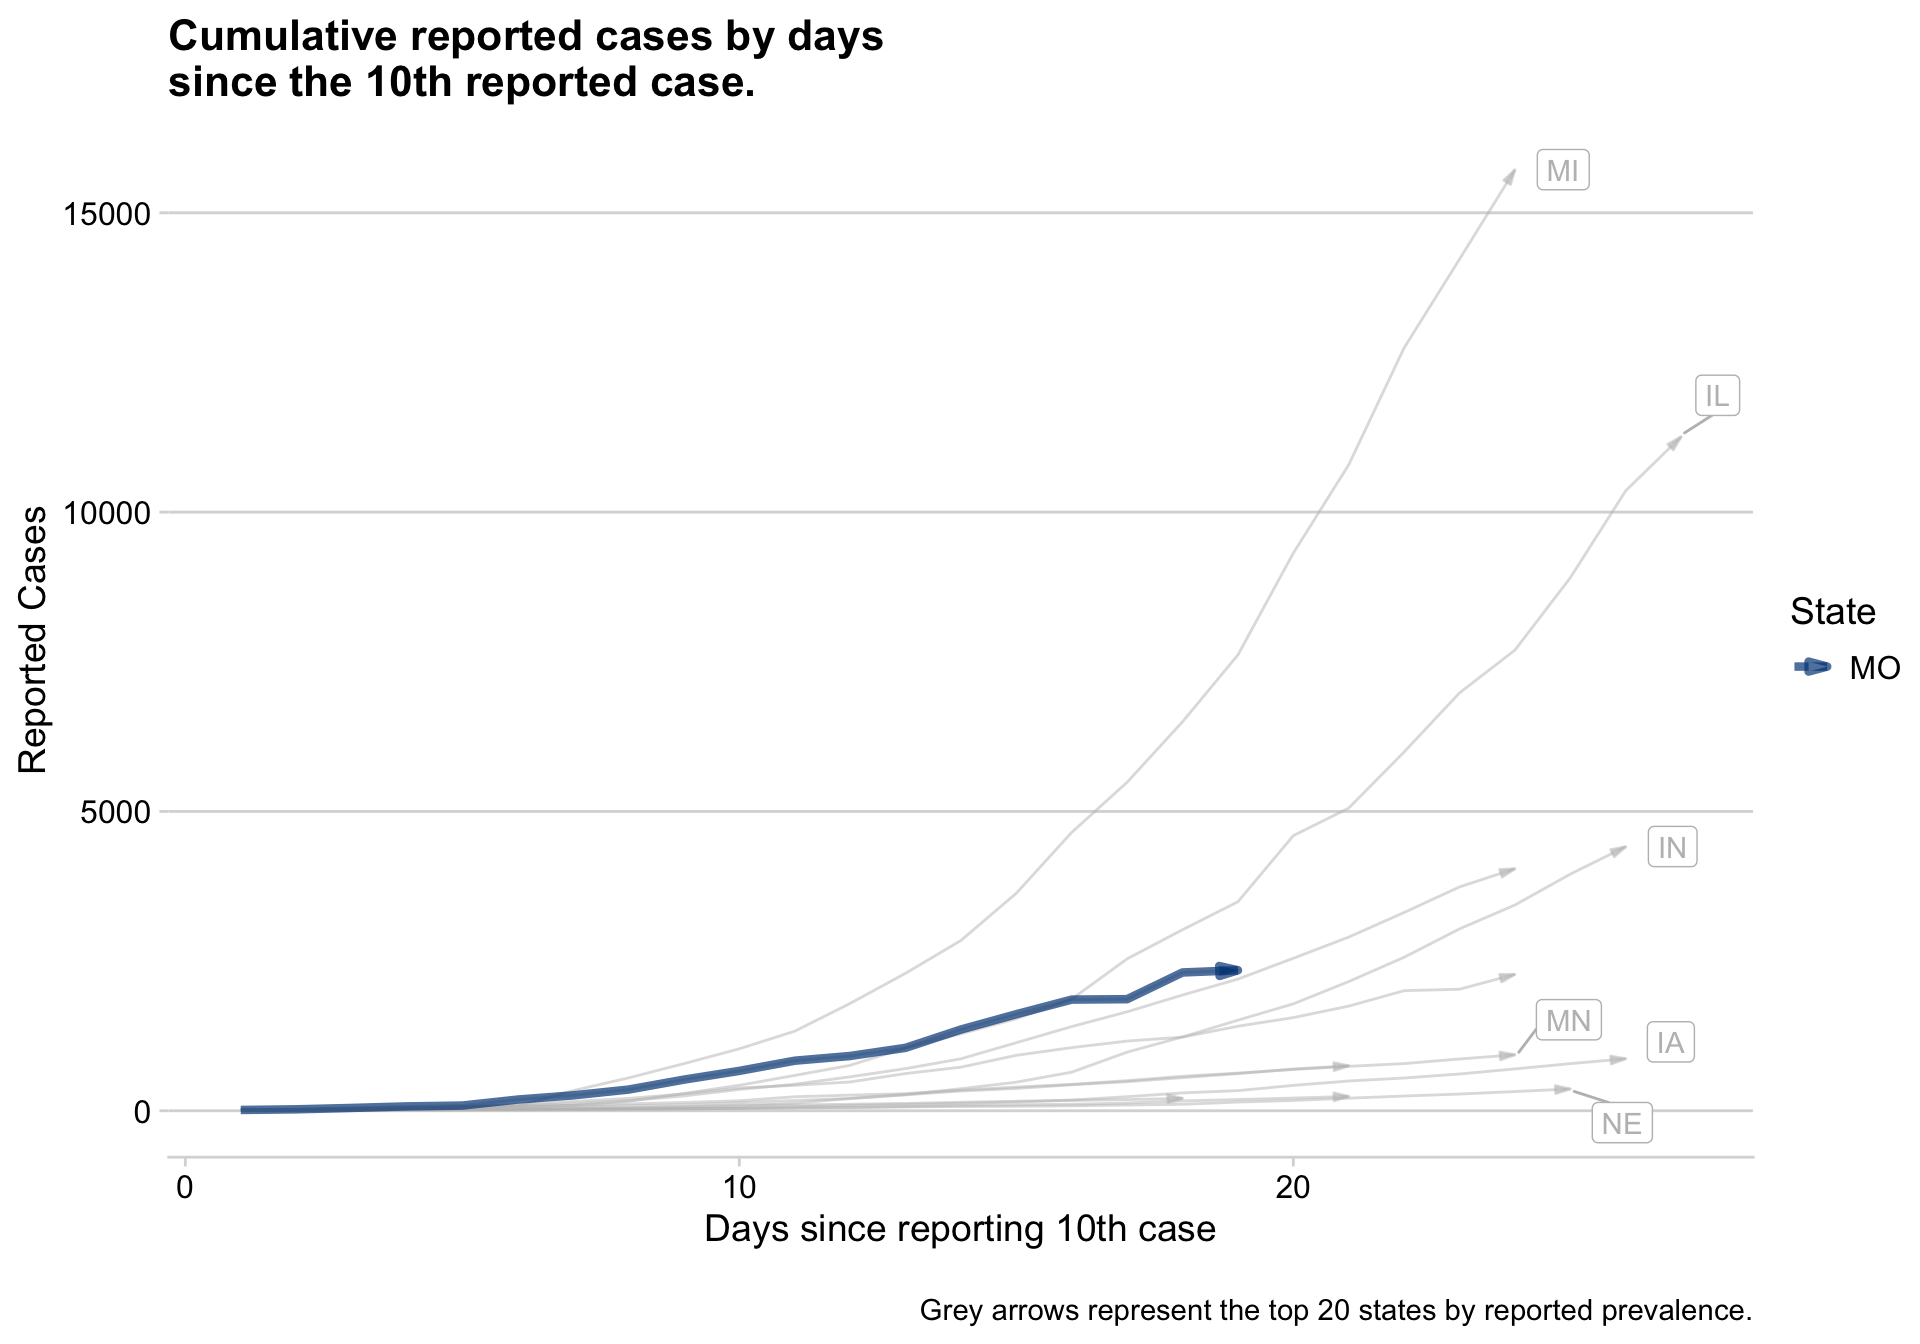 Cumulative reported cases by days
since the 10th reported case.
MI
15000
IL
10000
Reported Cases
State
MO
5000
IN
MN
IA
0
NE
0 10 20
Days since reporting 10th case
Grey arrows represent the top 20 states by reported prevalence.